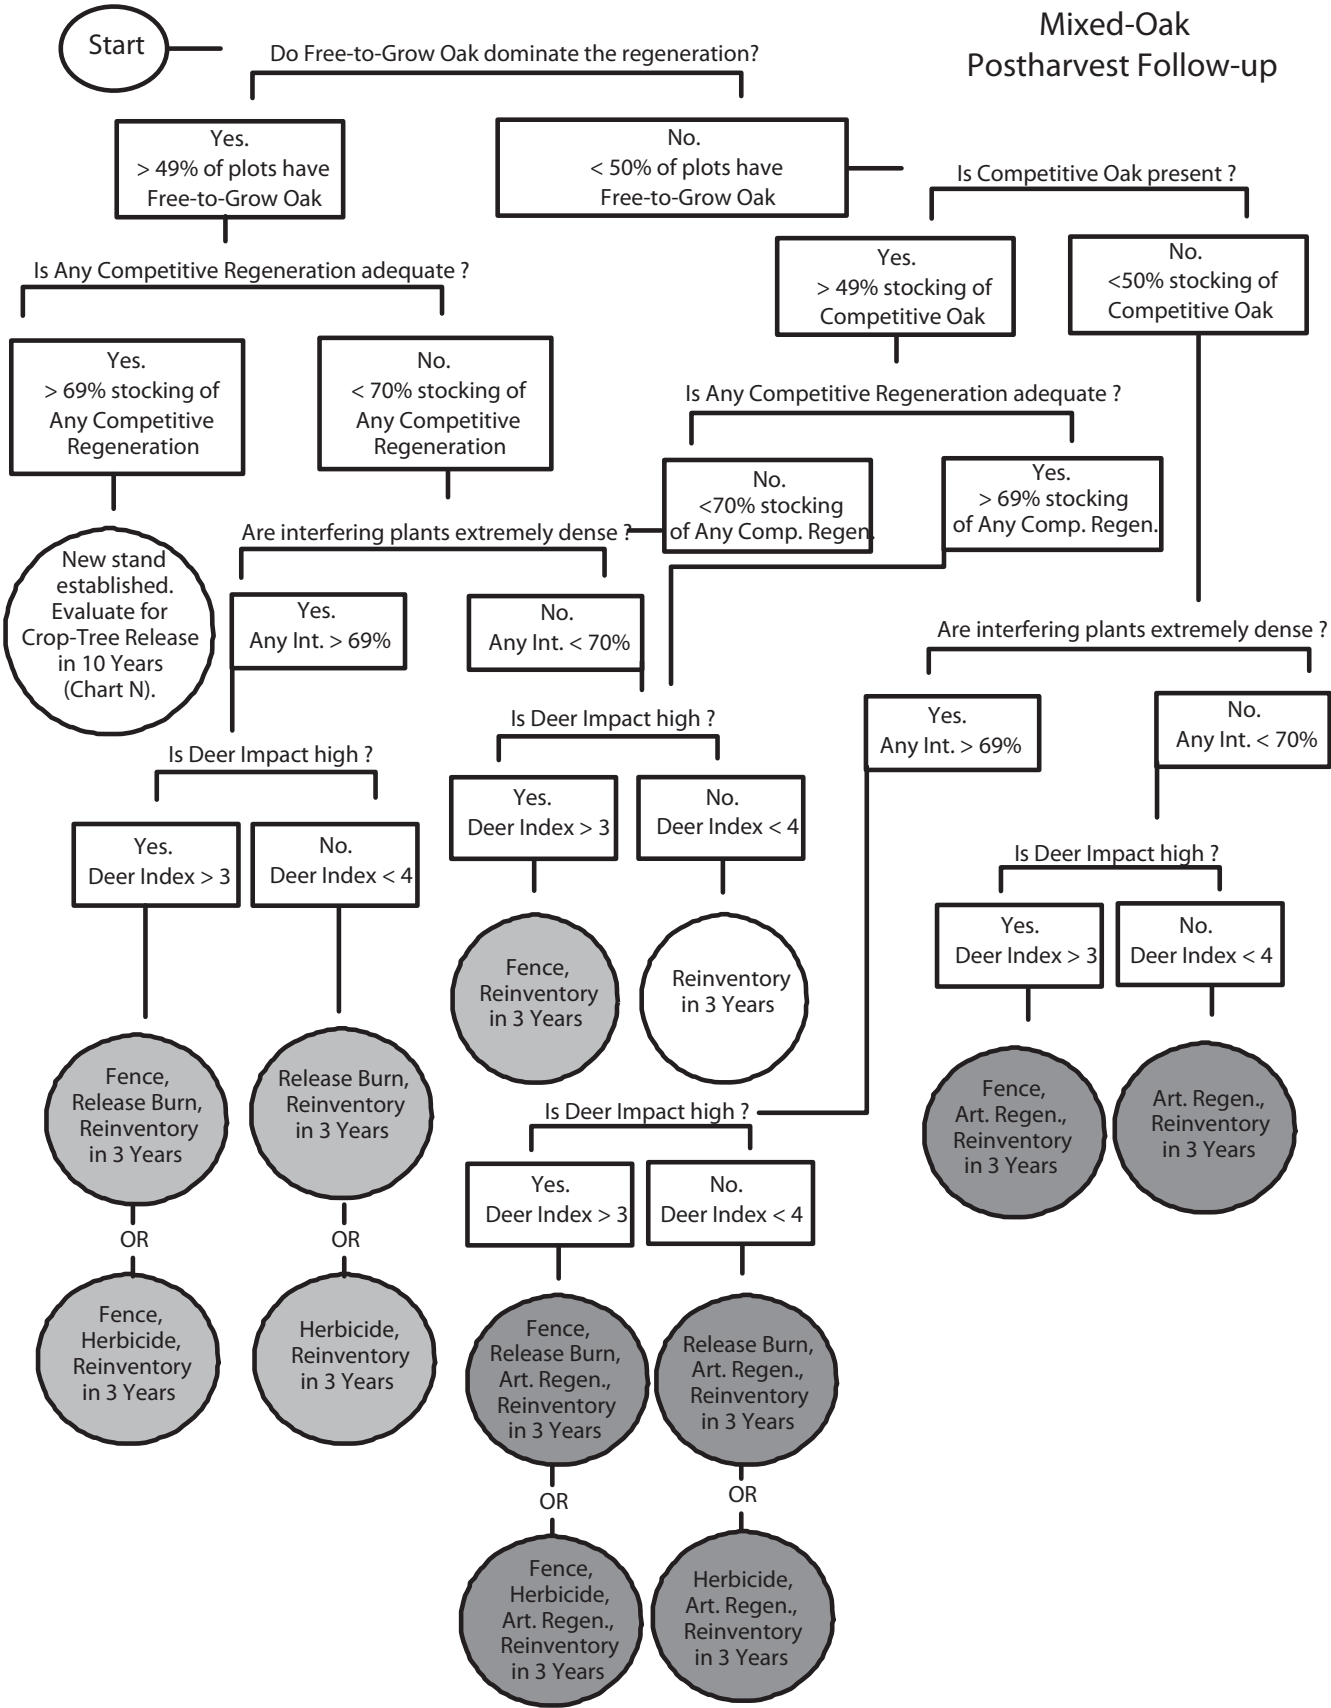 Mixed-Oak
Postharvest Follow-up
Start
Do Free-to-Grow Oak dominate the regeneration?
Yes.
> 49% of plots have
Free-to-Grow Oak
No.
< 50% of plots have
Free-to-Grow Oak
Is Competitive Oak present ?
Yes.
> 49% stocking of
Competitive Oak
No.
<50% stocking of
Competitive Oak
Is Any Competitive Regeneration adequate ?
Yes.
> 69% stocking of
Any Competitive
Regeneration
No.
< 70% stocking of
Any Competitive
Regeneration
Is Any Competitive Regeneration adequate ?
No.
<70% stocking
of Any Comp. Regen.
Yes.
> 69% stocking
of Any Comp. Regen.
New stand
established.
Evaluate for
Crop-Tree Release
in 10 Years
(Chart N).
Are interfering plants extremely dense ?
Yes.
Any Int. > 69%
No.
Any Int. < 70%
Are interfering plants extremely dense ?
Yes.
Any Int. > 69%
No.
Any Int. < 70%
Is Deer Impact high ?
Yes.
Deer Index > 3
No.
Deer Index < 4
Is Deer Impact high ?
Yes.
Deer Index > 3
No.
Deer Index < 4
Is Deer Impact high ?
Yes.
Deer Index > 3
No.
Deer Index < 4
Fence,
Reinventory
in 3 Years
Reinventory
in 3 Years
Fence,
Release Burn,
Reinventory
in 3 Years
Release Burn,
Reinventory
in 3 Years
OR
OR
Fence,
Herbicide,
Reinventory
in 3 Years
Herbicide,
Reinventory
in 3 Years
Fence,
Art. Regen.,
Reinventory
in 3 Years
Art. Regen.,
Reinventory
in 3 Years
Is Deer Impact high ?
Yes.
Deer Index > 3
No.
Deer Index < 4
Fence,
Release Burn,
Art. Regen.,
Reinventory
in 3 Years
Release Burn,
Art. Regen.,
Reinventory
in 3 Years
OR
OR
Fence,
Herbicide,
Art. Regen.,
Reinventory
in 3 Years
Herbicide,
Art. Regen.,
Reinventory
in 3 Years